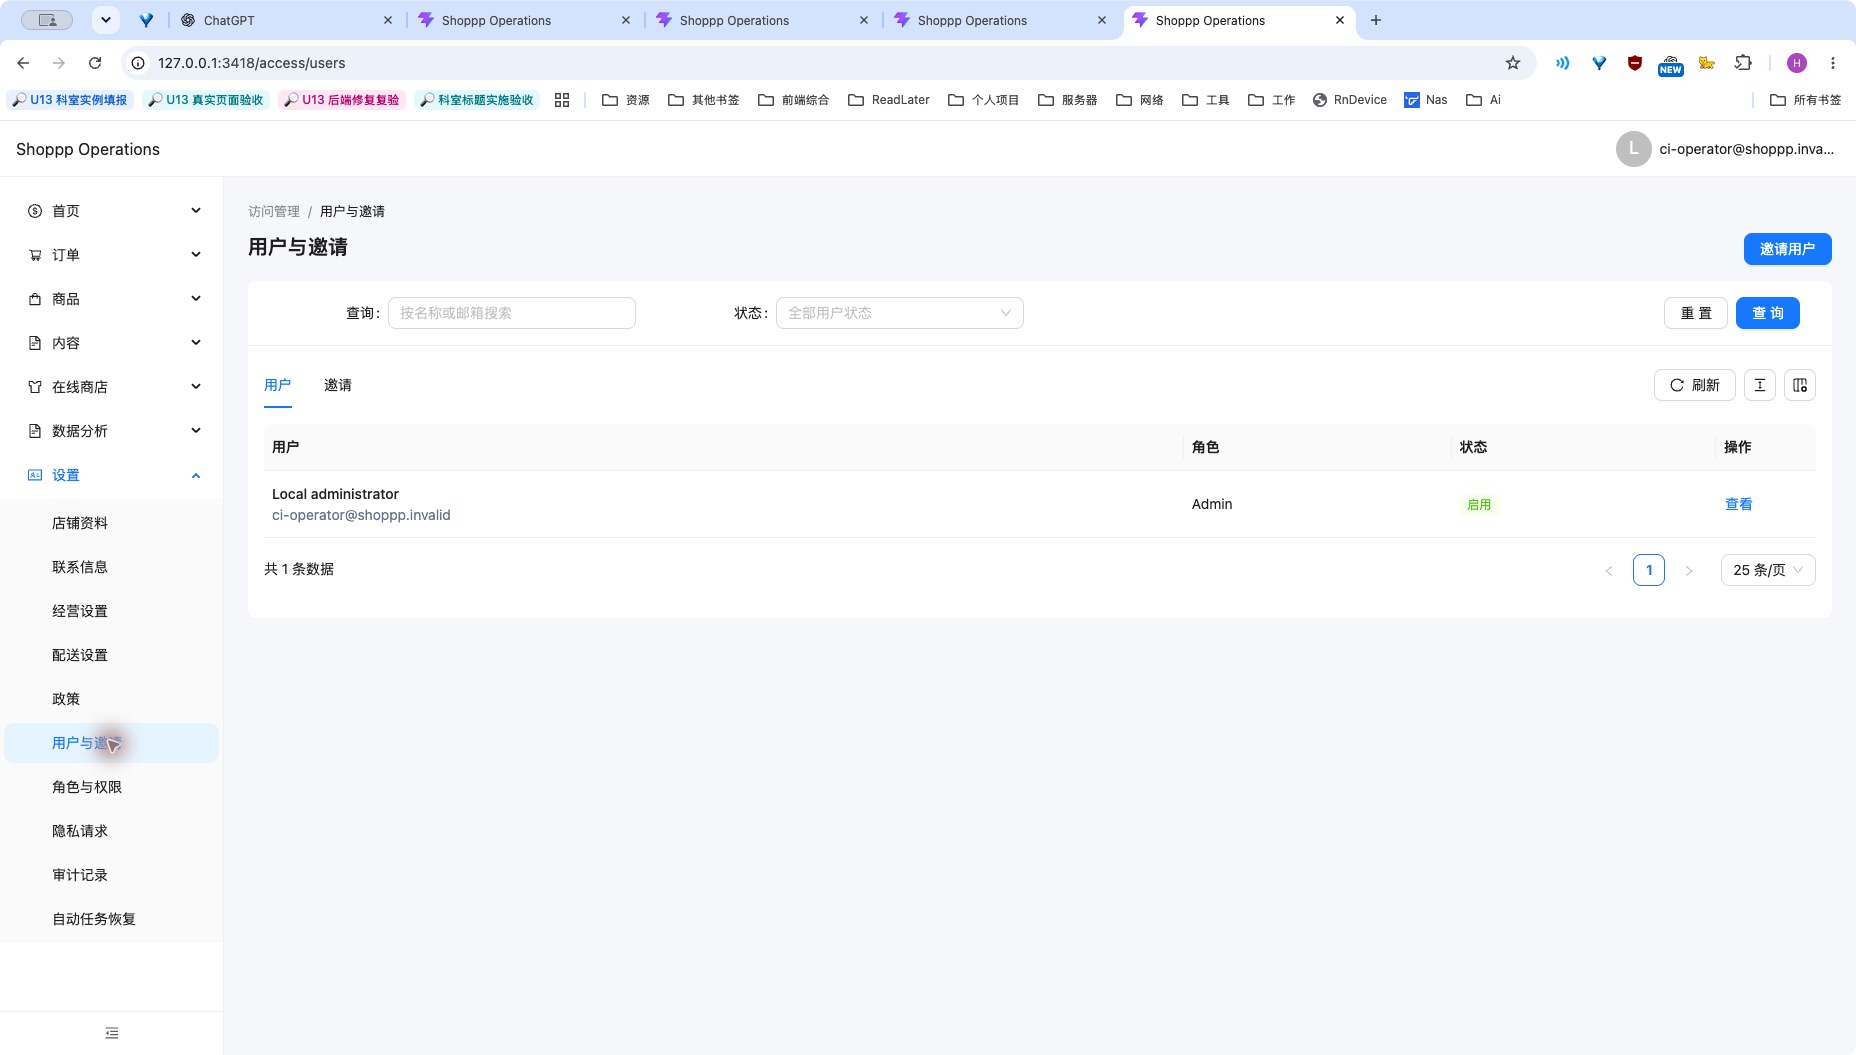 ChatGPT
Shoppp Operations
Shoppp Operations
Shoppp Operations
Shoppp Operations
127.0.0.1:3418/access/users
NEW
H
U13 科室实例填报
U13 真实页面验收
U13 后端修复复验
科室标题实施验收
资源
其他书签
前端综合
ReadLater
个人项目
服务器
网络
工具
工作
RnDevice
Nas
Ai
所有书签
Shoppp Operations
L
ci-operator@shoppp.inva...
首页
订单
商品
内容
在线商店
数据分析
设置
店铺资料
联系信息
经营设置
配送设置
政策
用户与邀
角色与权限
隐私请求
审计记录
自动任务恢复
访问管理 / 用户与邀请
用户与邀请
邀请用户
查询: 按名称或邮箱搜索
状态: 全部用户状态
重 置
查 询
用户
邀请
刷新
用户 角色 状态 操作
Local administrator
ci-operator@shoppp.invalid
Admin
启用
查看
共 1 条数据
< 1 >
25 条/页